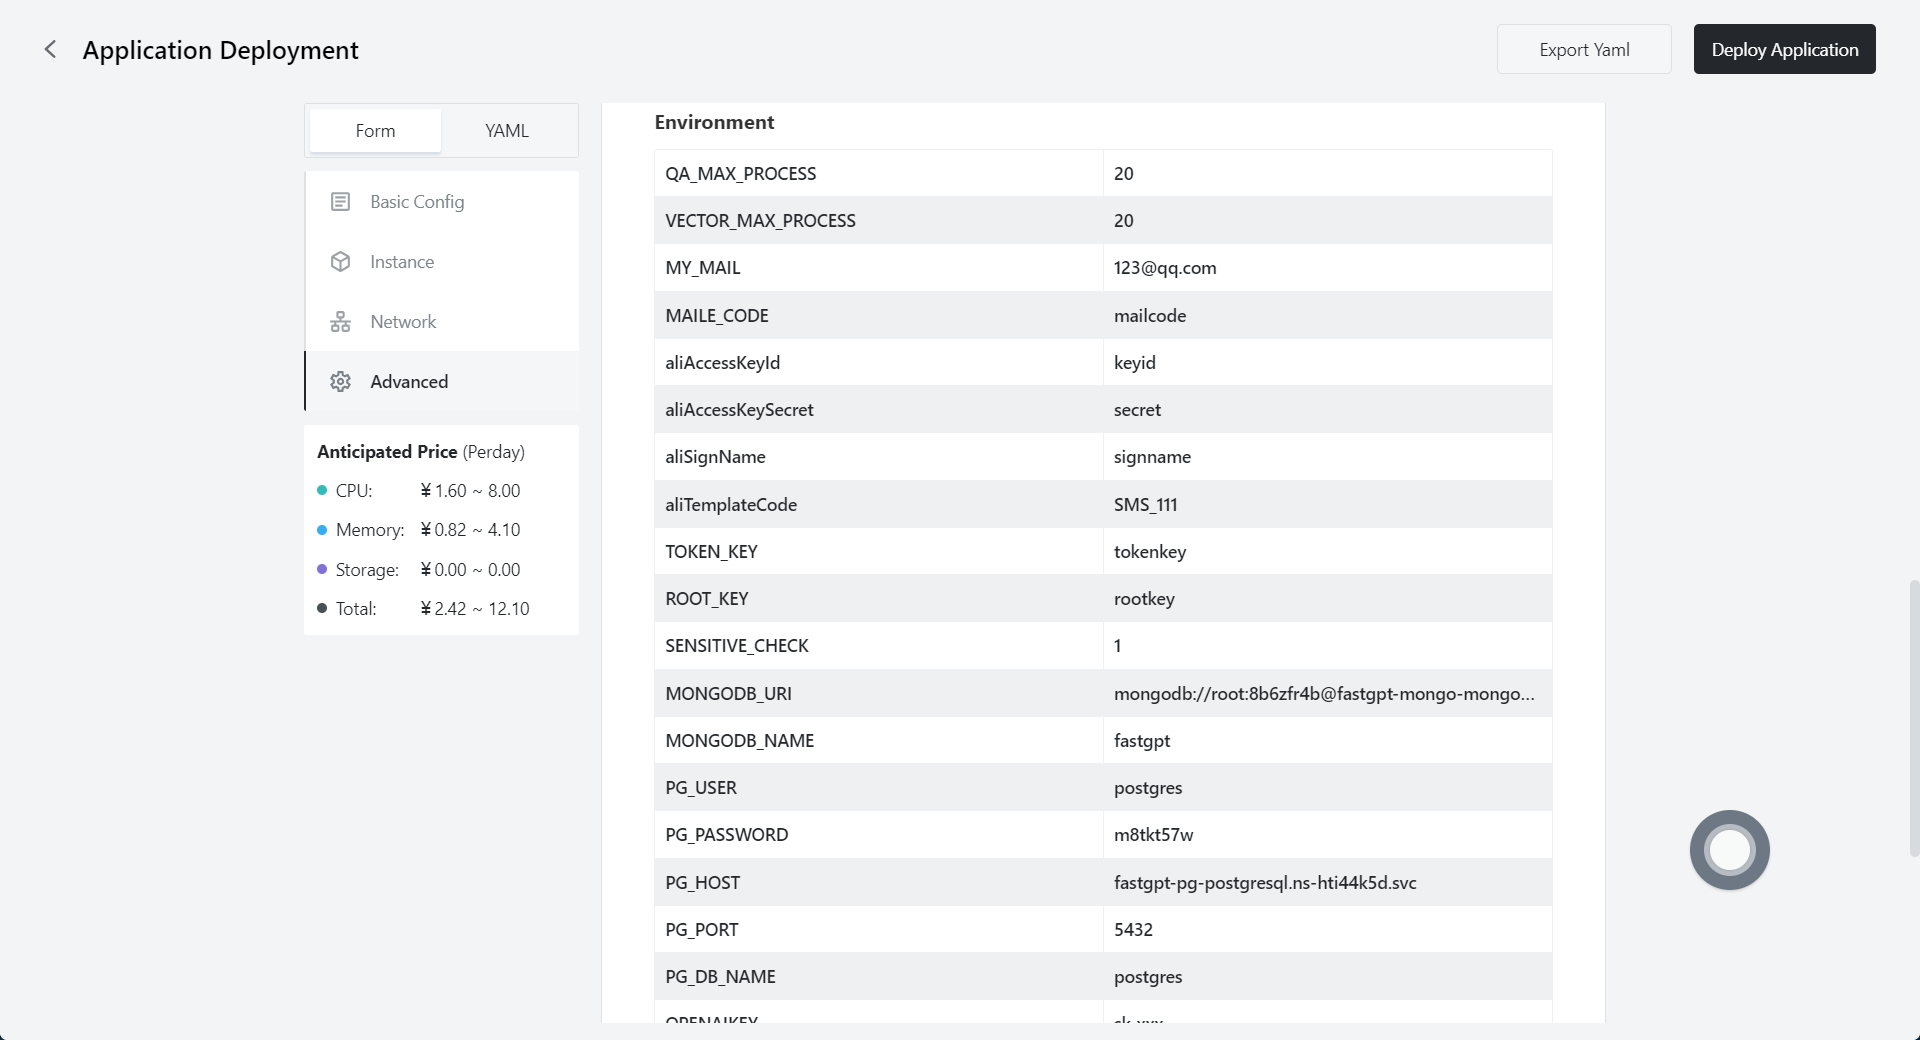 Application Deployment
Export Yaml
Deploy Application
Form
YAML
Basic Config
Instance
Network
Advanced
Anticipated Price (Perday)
CPU: ¥ 1.60 ~ 8.00
Memory: ¥ 0.82 ~ 4.10
Storage: ¥ 0.00 ~ 0.00
Total: ¥ 2.42 ~ 12.10
Environment
QA_MAX_PROCESS 20
VECTOR_MAX_PROCESS 20
MY_MAIL 123@qq.com
MAILE_CODE mailcode
aliAccessKeyId keyid
aliAccessKeySecret secret
aliSignName signname
aliTemplateCode SMS_111
TOKEN_KEY tokenkey
ROOT_KEY rootkey
SENSITIVE_CHECK 1
MONGODB_URI mongodb://root:8b6zfr4b@fastgpt-mongo-mongo...
MONGODB_NAME fastgpt
PG_USER postgres
PG_PASSWORD m8tkt57w
PG_HOST fastgpt-pg-postgresql.ns-hti44k5d.svc
PG_PORT 5432
PG_DB_NAME postgres
OPENAIKEY sk-xxx